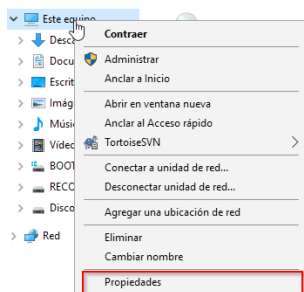 Este equipo
Contraer
Administrar
Anclar a Inicio
Abrir en ventana nueva
Anclar al Acceso rápido
TortoiseSVN
Conectar a unidad de red...
Desconectar unidad de red...
Agregar una ubicación de red
Eliminar
Cambiar nombre
Propiedades
Desca
Docu
Escrit
Imág
Músi
Vídeo
BOOT
RECO
Disco
Red